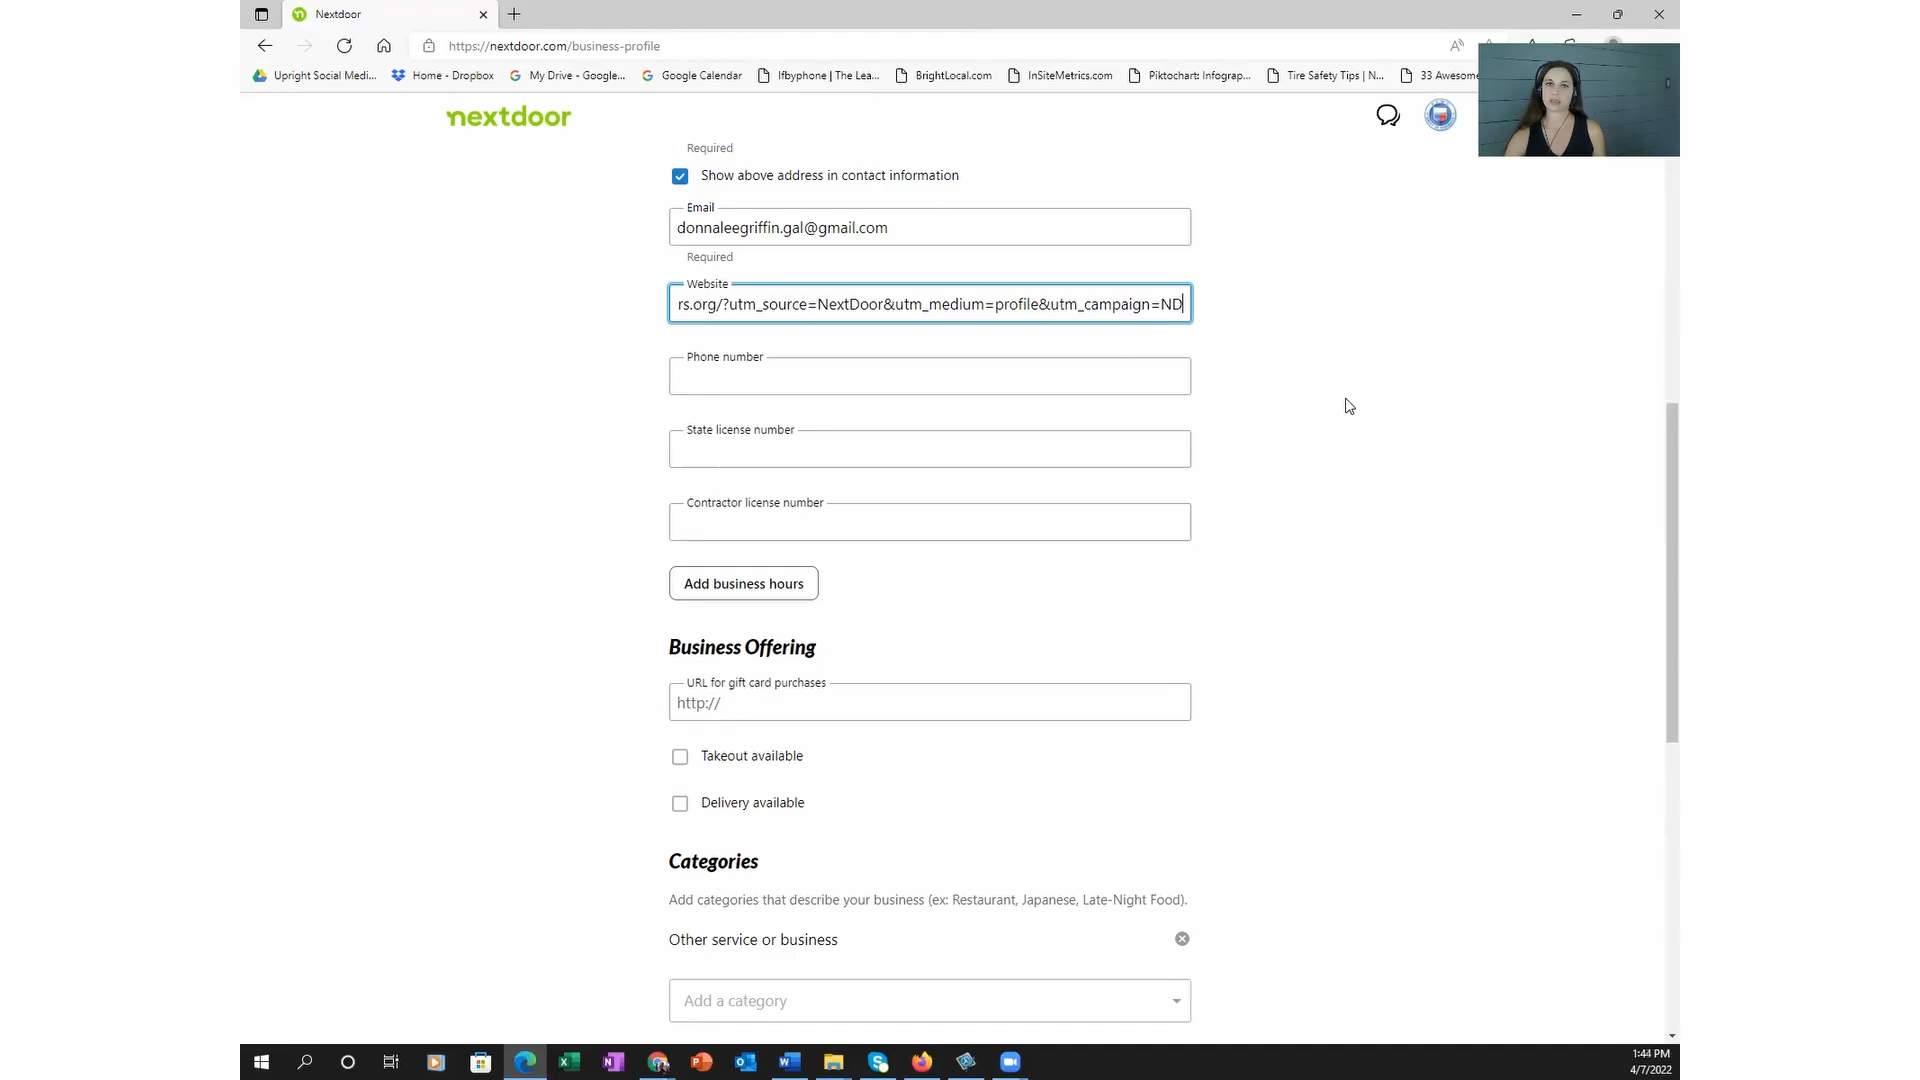 Nextdoor
https://nextdoor.com/business-profile
Upright Social Medi...
Home - Dropbox
My Drive - Google...
Google Calendar
Ifbyphone | The Lea...
BrightLocal.com
InSiteMetrics.com
Piktochart: Infograp...
Tire Safety Tips | N...
33 Awesome
nextdoor
Required
Show above address in contact information
Email
donnaleegriffin.gal@gmail.com
Required
Website
rs.org/?utm_source=NextDoor&utm_medium=profile&utm_campaign=ND
Phone number
State license number
Contractor license number
Add business hours
Business Offering
URL for gift card purchases
http://
Takeout available
Delivery available
Categories
Add categories that describe your business (ex: Restaurant, Japanese, Late-Night Food).
Other service or business
Add a category
1:44 PM
4/7/2022